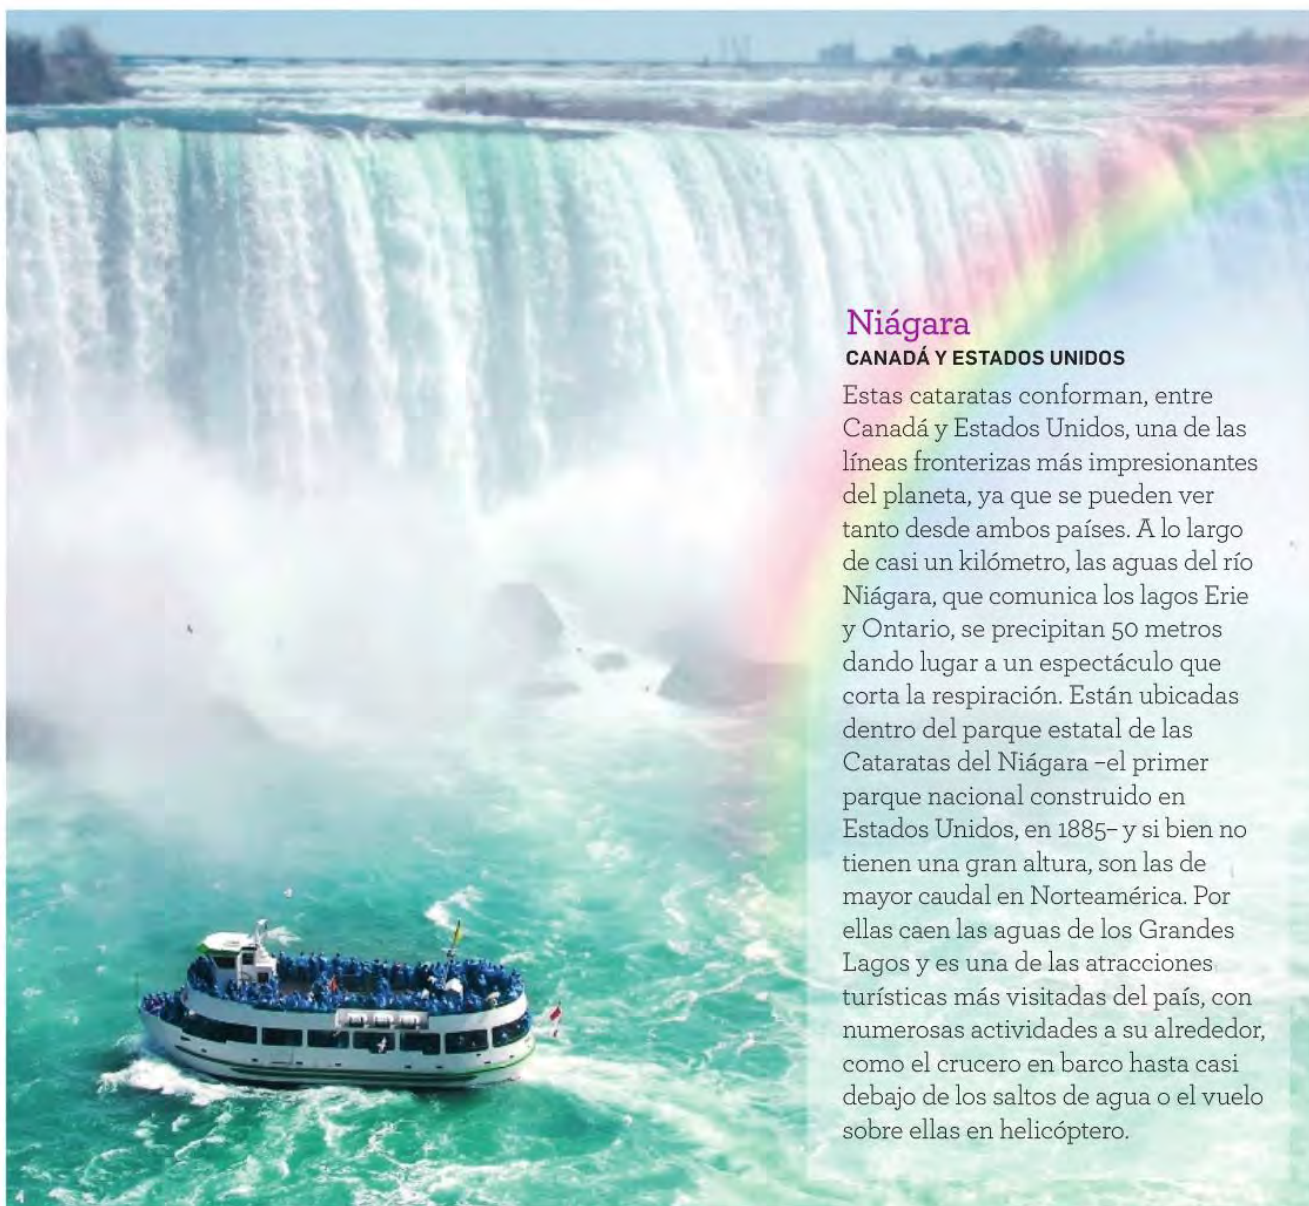 Niágara
CANADÁ Y ESTADOS UNIDOS
Estas cataratas conforman, entre
Canadá y Estados Unidos, una de las
líneas fronterizas más impresionantes
del planeta, ya que se pueden ver
tanto desde ambos países. A lo largo
de casi un kilómetro, las aguas del río
Niágara, que comunica los lagos Erie
y Ontario, se precipitan 50 metros
dando lugar a un espectáculo que
corta la respiración. Están ubicadas
dentro del parque estatal de las
Cataratas del Niágara –el primer
parque nacional construido en
Estados Unidos, en 1885– y si bien no
tienen una gran altura, son las de
mayor caudal en Norteamérica. Por
ellas caen las aguas de los Grandes
Lagos y es una de las atracciones
turísticas más visitadas del país, con
numerosas actividades a su alrededor,
como el crucero en barco hasta casi
debajo de los saltos de agua o el vuelo
sobre ellas en helicóptero.
4